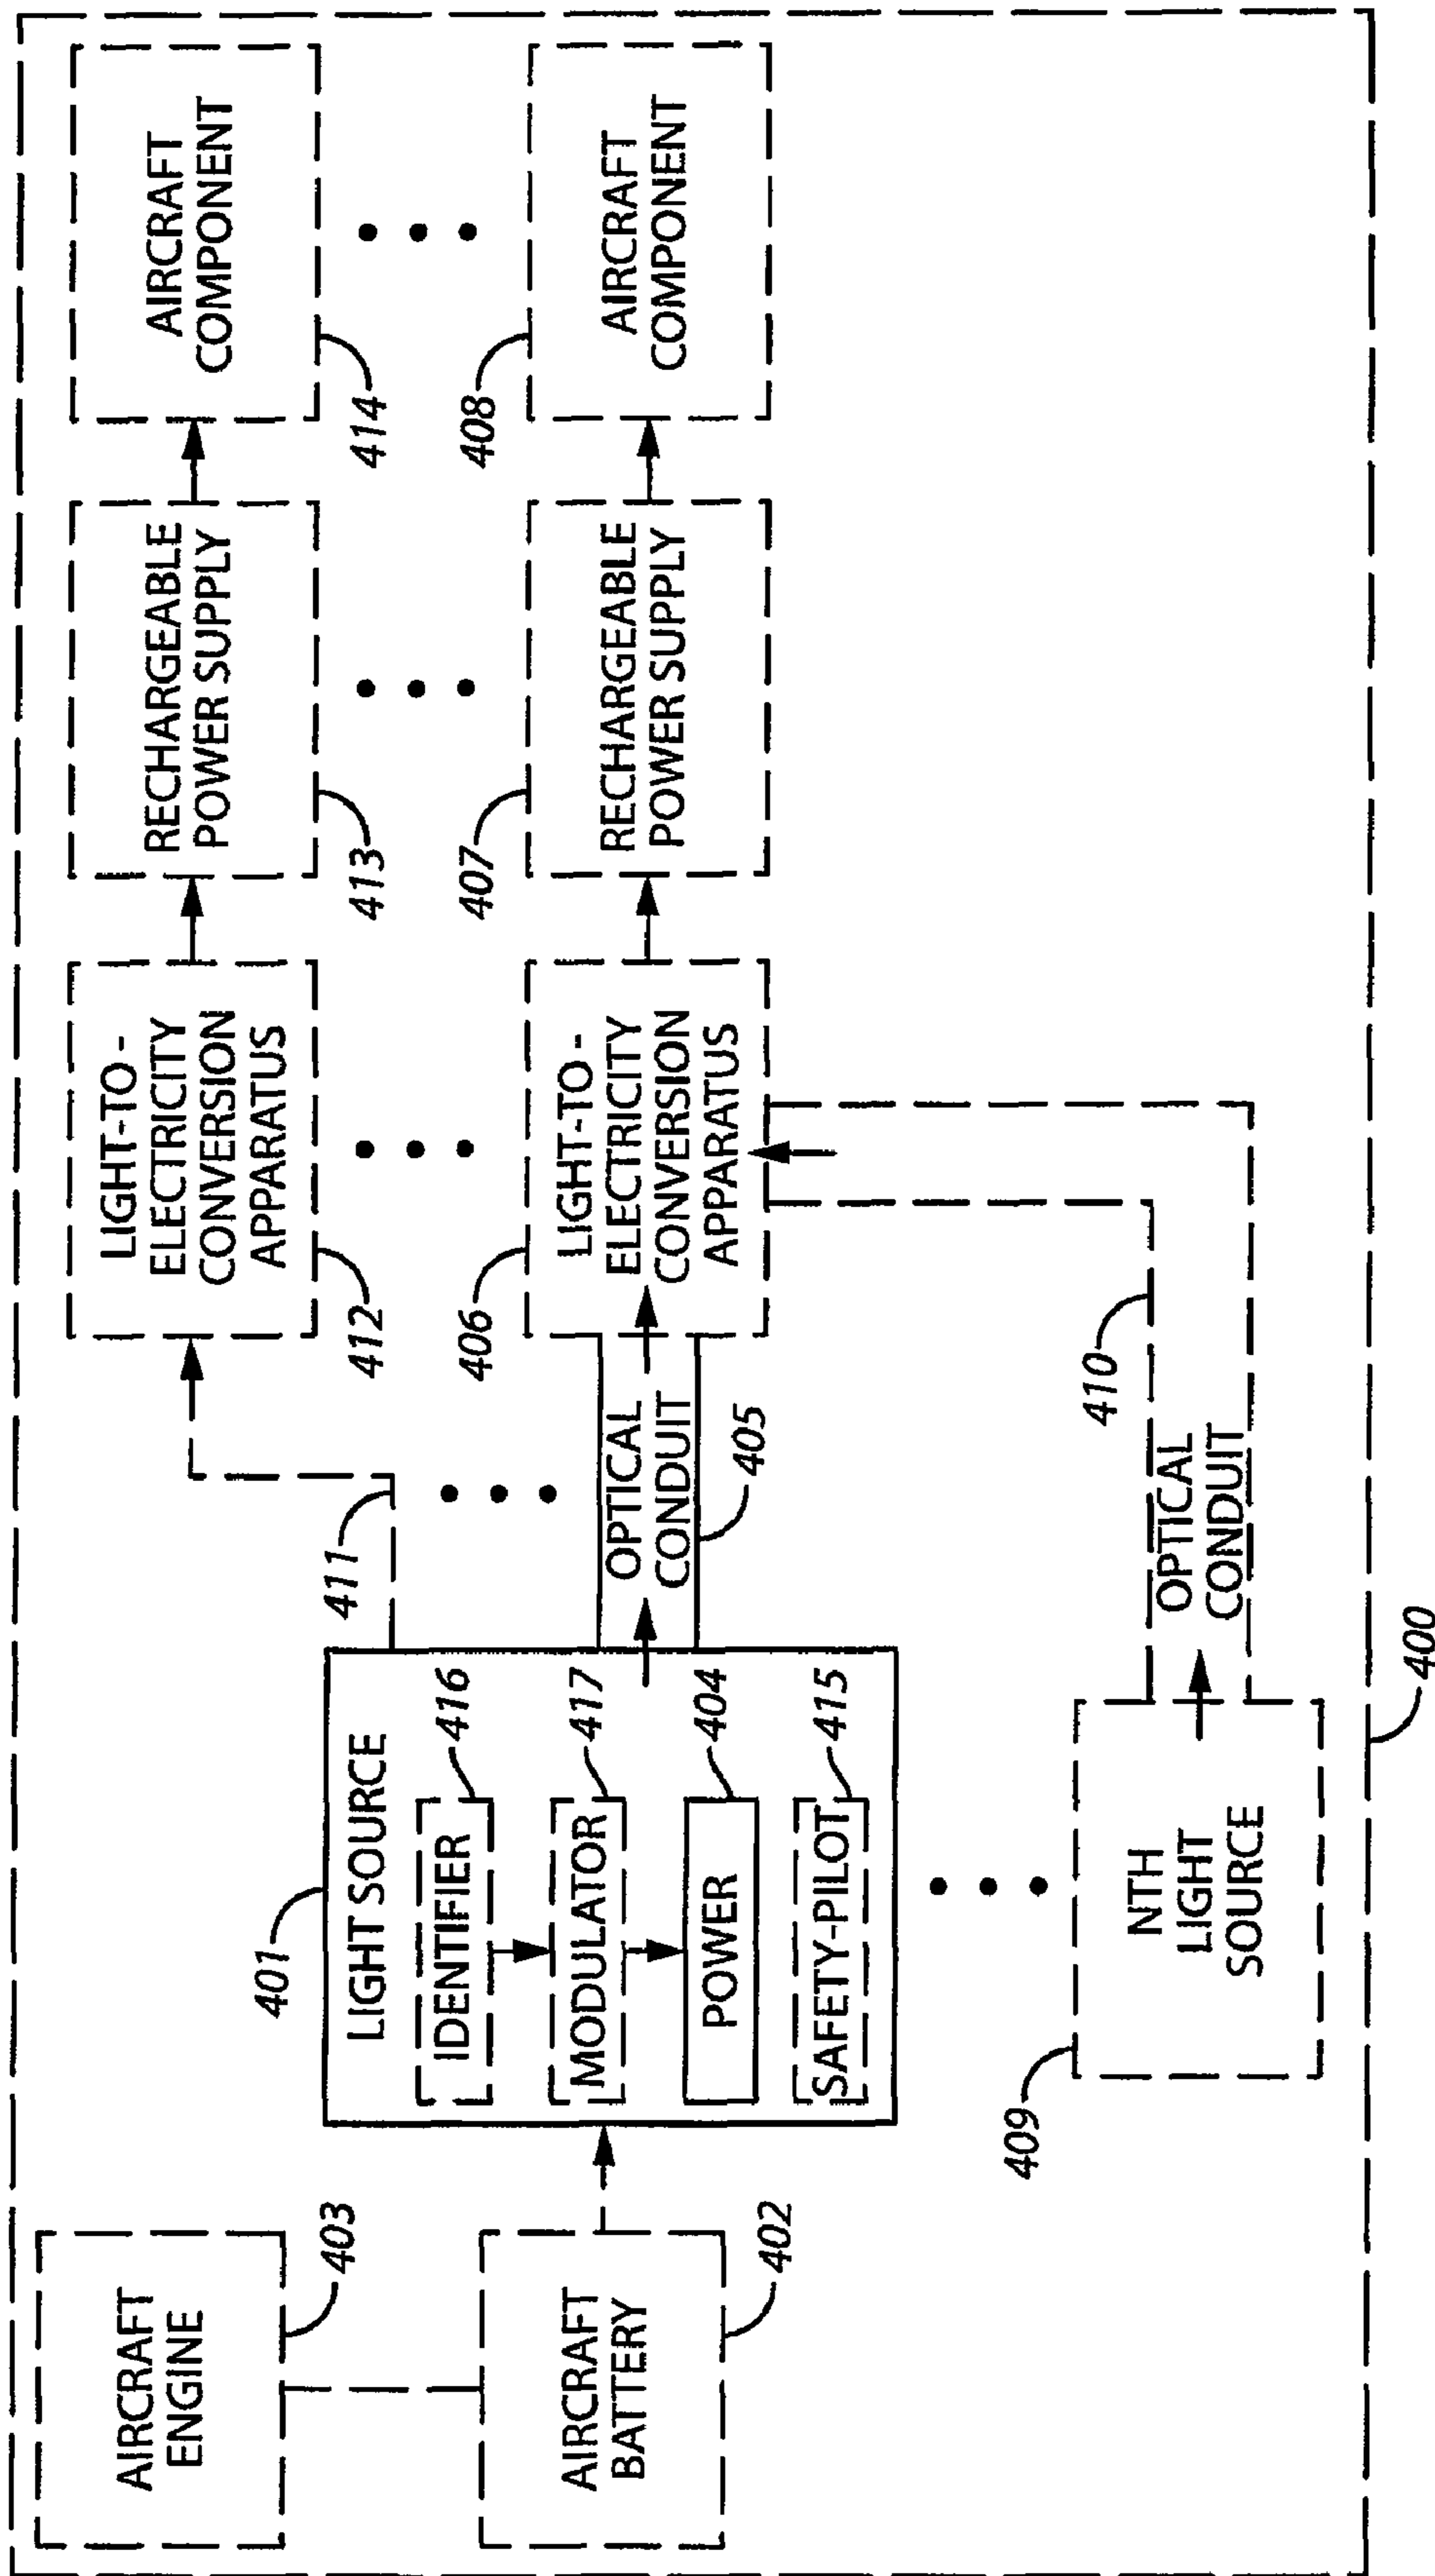 AIRCRAFT
ENGINE
403
AIRCRAFT
BATTERY
402
401
LIGHT SOURCE
IDENTIFIER
416
MODULATOR
417
POWER
404
SAFETY-PILOT
415
NTH
LIGHT
SOURCE
409
411
OPTICAL
CONDUIT
405
OPTICAL
CONDUIT
410
LIGHT-TO-
ELECTRICITY
CONVERSION
APPARATUS
412
LIGHT-TO-
ELECTRICITY
CONVERSION
APPARATUS
406
RECHARGEABLE
POWER SUPPLY
413
RECHARGEABLE
POWER SUPPLY
407
AIRCRAFT
COMPONENT
414
AIRCRAFT
COMPONENT
408
400